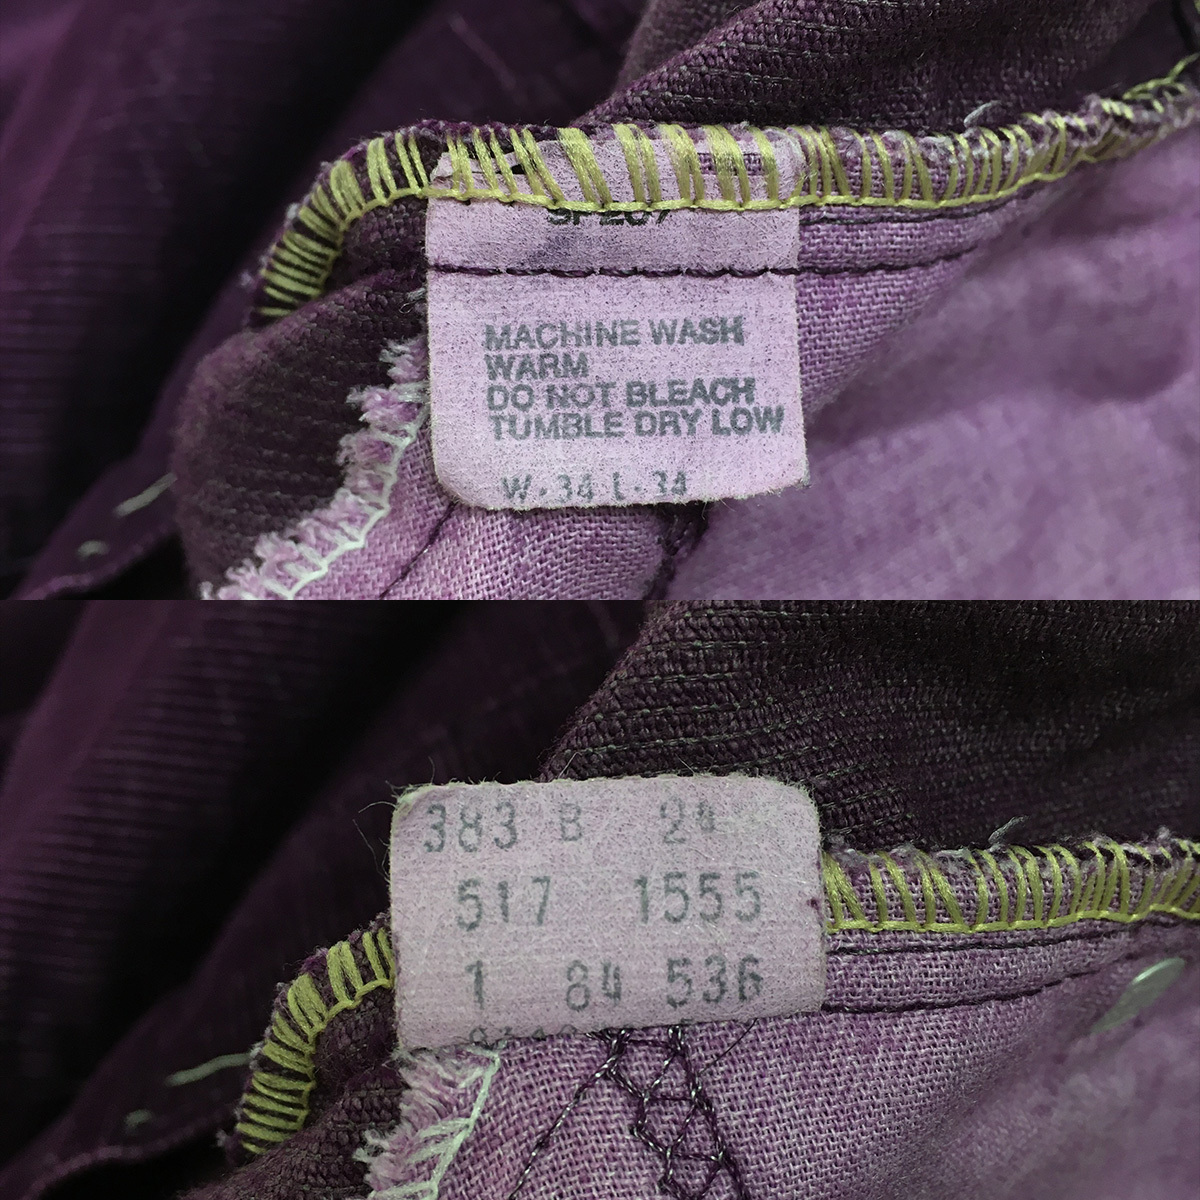 MACHINE WASH
WARM
DO NOT BLEACH
TUMBLE DRY LOW
W·34 L·34
383 B 24
517 1555
1 84 536